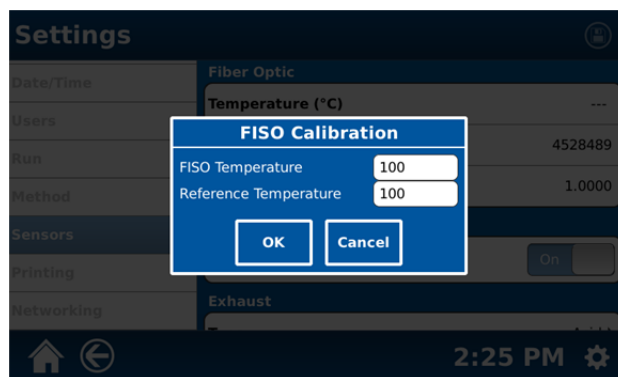 Settings
Date/Time
Users
Run
Method
Sensors
Printing
Networking
Fiber Optic
Temperature (°C) ---
4528489
1.0000
On
Exhaust
FISO Calibration
FISO Temperature 100
Reference Temperature 100
OK Cancel
2:25 PM